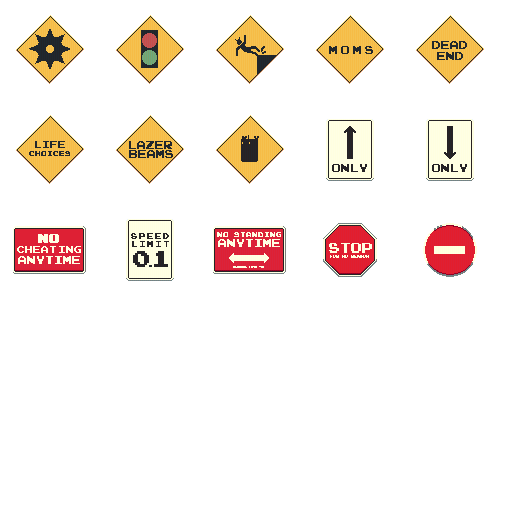 MOMS
DEAD
END
LIFE
CHOICES
LAZER
BEAMS
ONLY
ONLY
NO
CHEATING
ANYTIME
SPEED
LIMIT
0.1
NO STANDING
ANYTIME
STOP